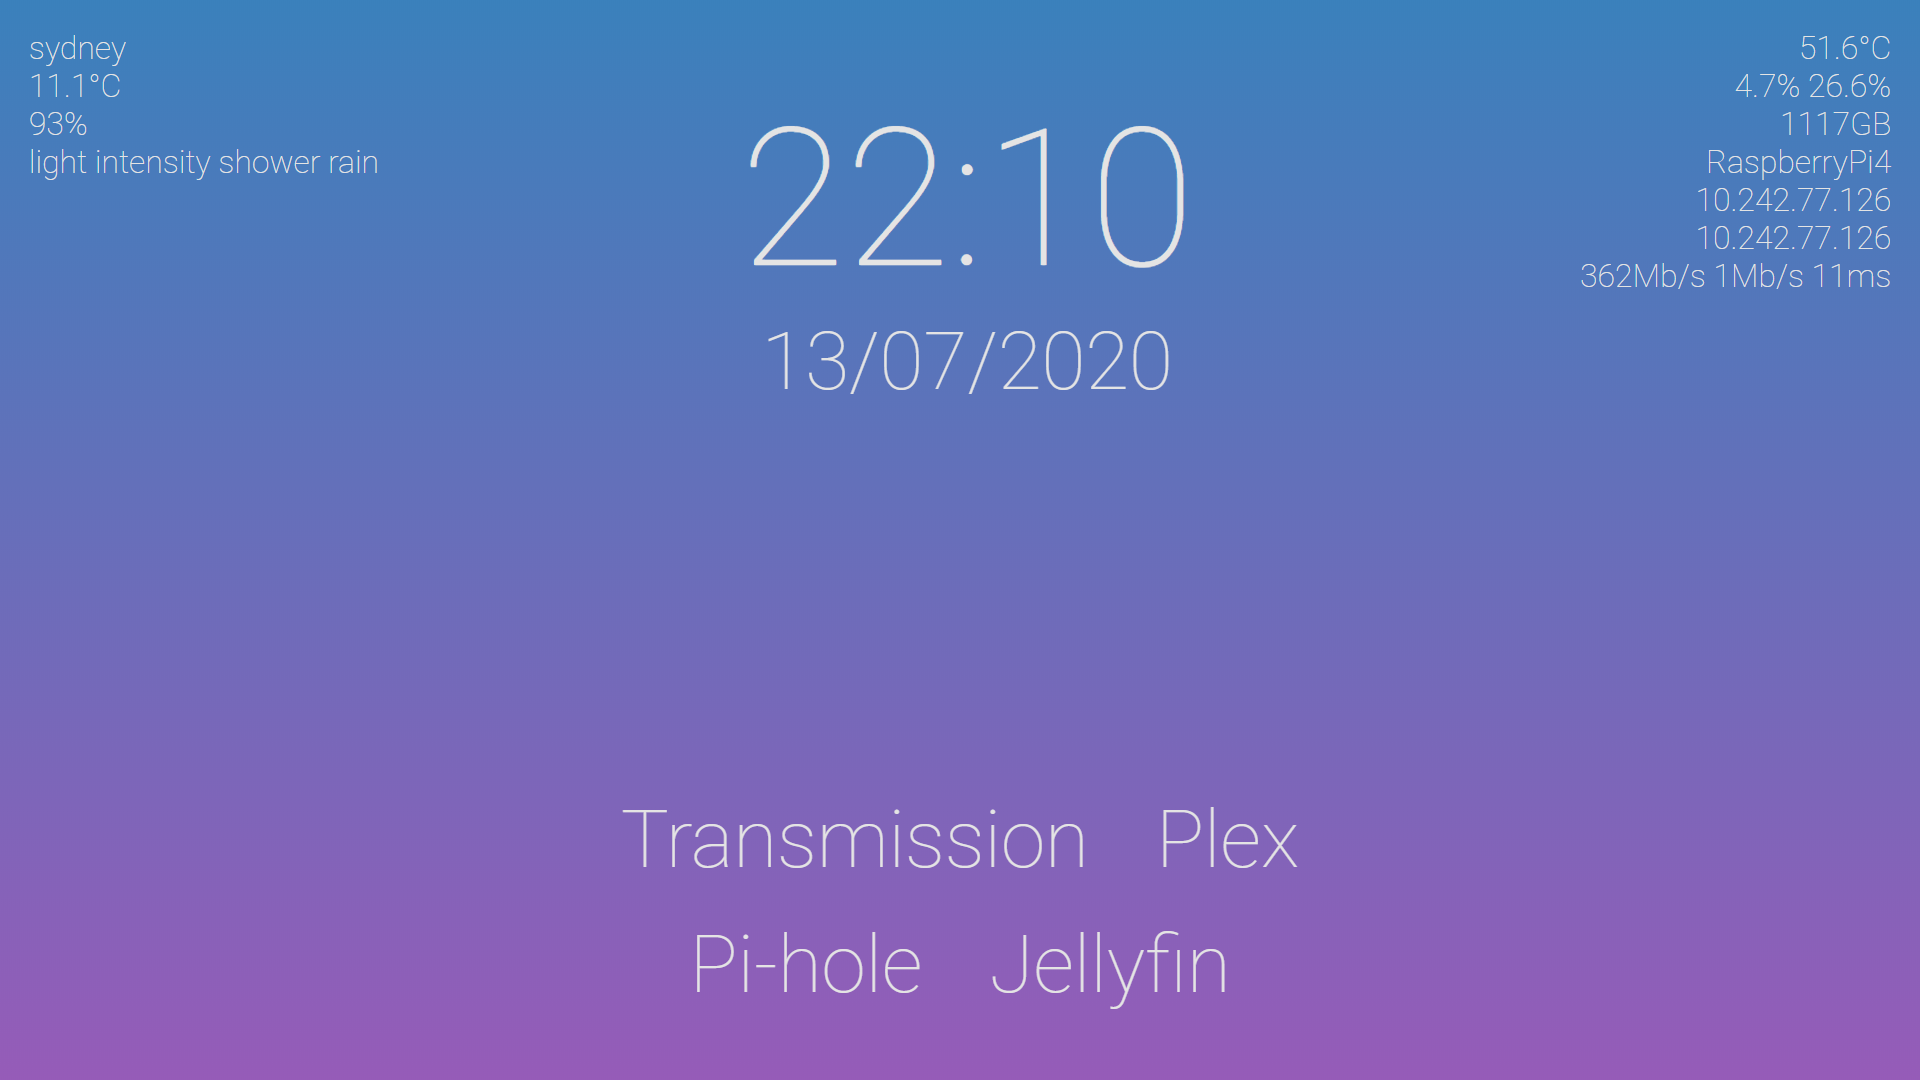 sydney
11.1°C
93%
light intensity shower rain
22:10
13/07/2020
51.6°C
4.7% 26.6%
1117GB
RaspberryPi4
10.242.77.126
10.242.77.126
362Mb/s 1Mb/s 11ms
Transmission Plex
Pi-hole Jellyfin